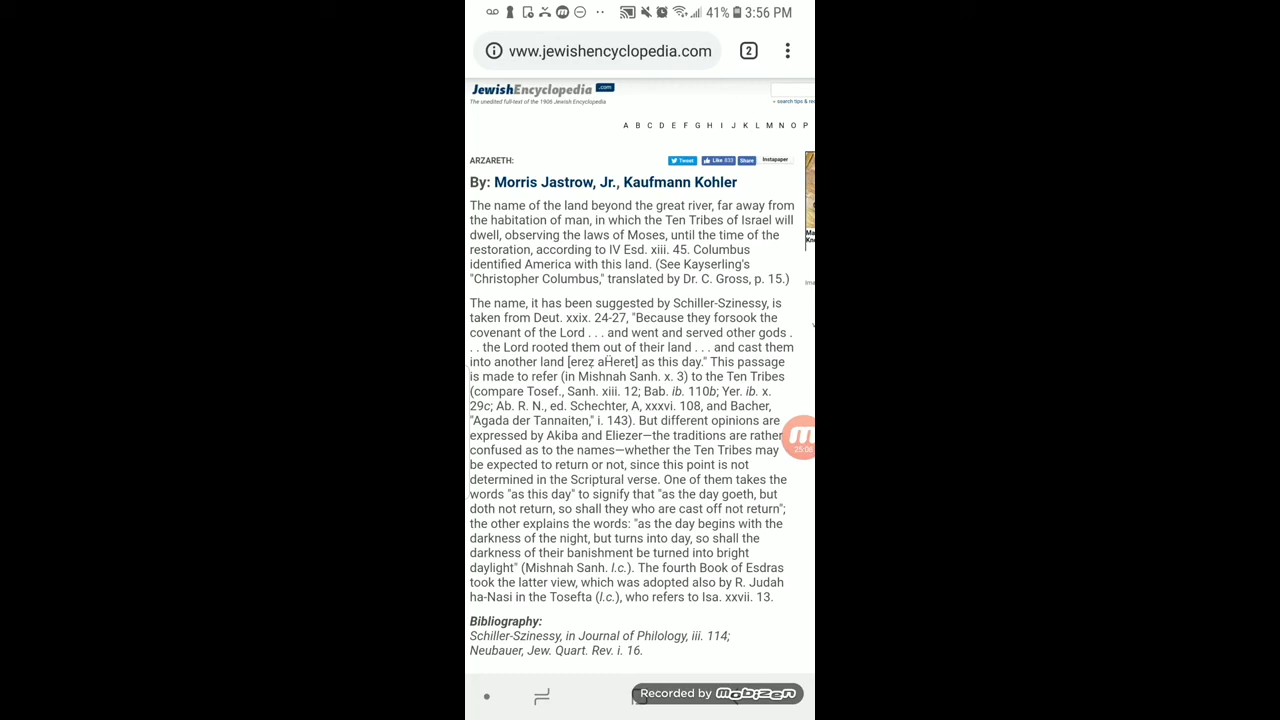 41% 3:56 PM
www.jewishencyclopedia.com 2
JewishEncyclopedia .com
The unedited full-text of the 1906 Jewish Encyclopedia
A B C D E F G H I J K L M N O P
ARZARETH:
Tweet Like 833 Share Instapaper
By: Morris Jastrow, Jr., Kaufmann Kohler
The name of the land beyond the great river, far away from
the habitation of man, in which the Ten Tribes of Israel will
dwell, observing the laws of Moses, until the time of the
restoration, according to IV Esd. xiii. 45. Columbus
identified America with this land. (See Kayserling's
"Christopher Columbus," translated by Dr. C. Gross, p. 15.)
The name, it has been suggested by Schiller-Szinessy, is
taken from Deut. xxix. 24-27, "Because they forsook the
covenant of the Lord . . . and went and served other gods .
. . the Lord rooted them out of their land . . . and cast them
into another land [ereẓ aḤeret] as this day." This passage
is made to refer (in Mishnah Sanh. x. 3) to the Ten Tribes
(compare Tosef., Sanh. xiii. 12; Bab. ib. 110b; Yer. ib. x.
29c; Ab. R. N., ed. Schechter, A, xxxvi. 108, and Bacher,
"Agada der Tannaiten," i. 143). But different opinions are
expressed by Akiba and Eliezer—the traditions are rather
confused as to the names—whether the Ten Tribes may
be expected to return or not, since this point is not
determined in the Scriptural verse. One of them takes the
words "as this day" to signify that "as the day goeth, but
doth not return, so shall they who are cast off not return";
the other explains the words: "as the day begins with the
darkness of the night, but turns into day, so shall the
darkness of their banishment be turned into bright
daylight" (Mishnah Sanh. l.c.). The fourth Book of Esdras
took the latter view, which was adopted also by R. Judah
ha-Nasi in the Tosefta (l.c.), who refers to Isa. xxvii. 13.
25:06
Bibliography:
Schiller-Szinessy, in Journal of Philology, iii. 114;
Neubauer, Jew. Quart. Rev. i. 16.
Recorded by Mobizen